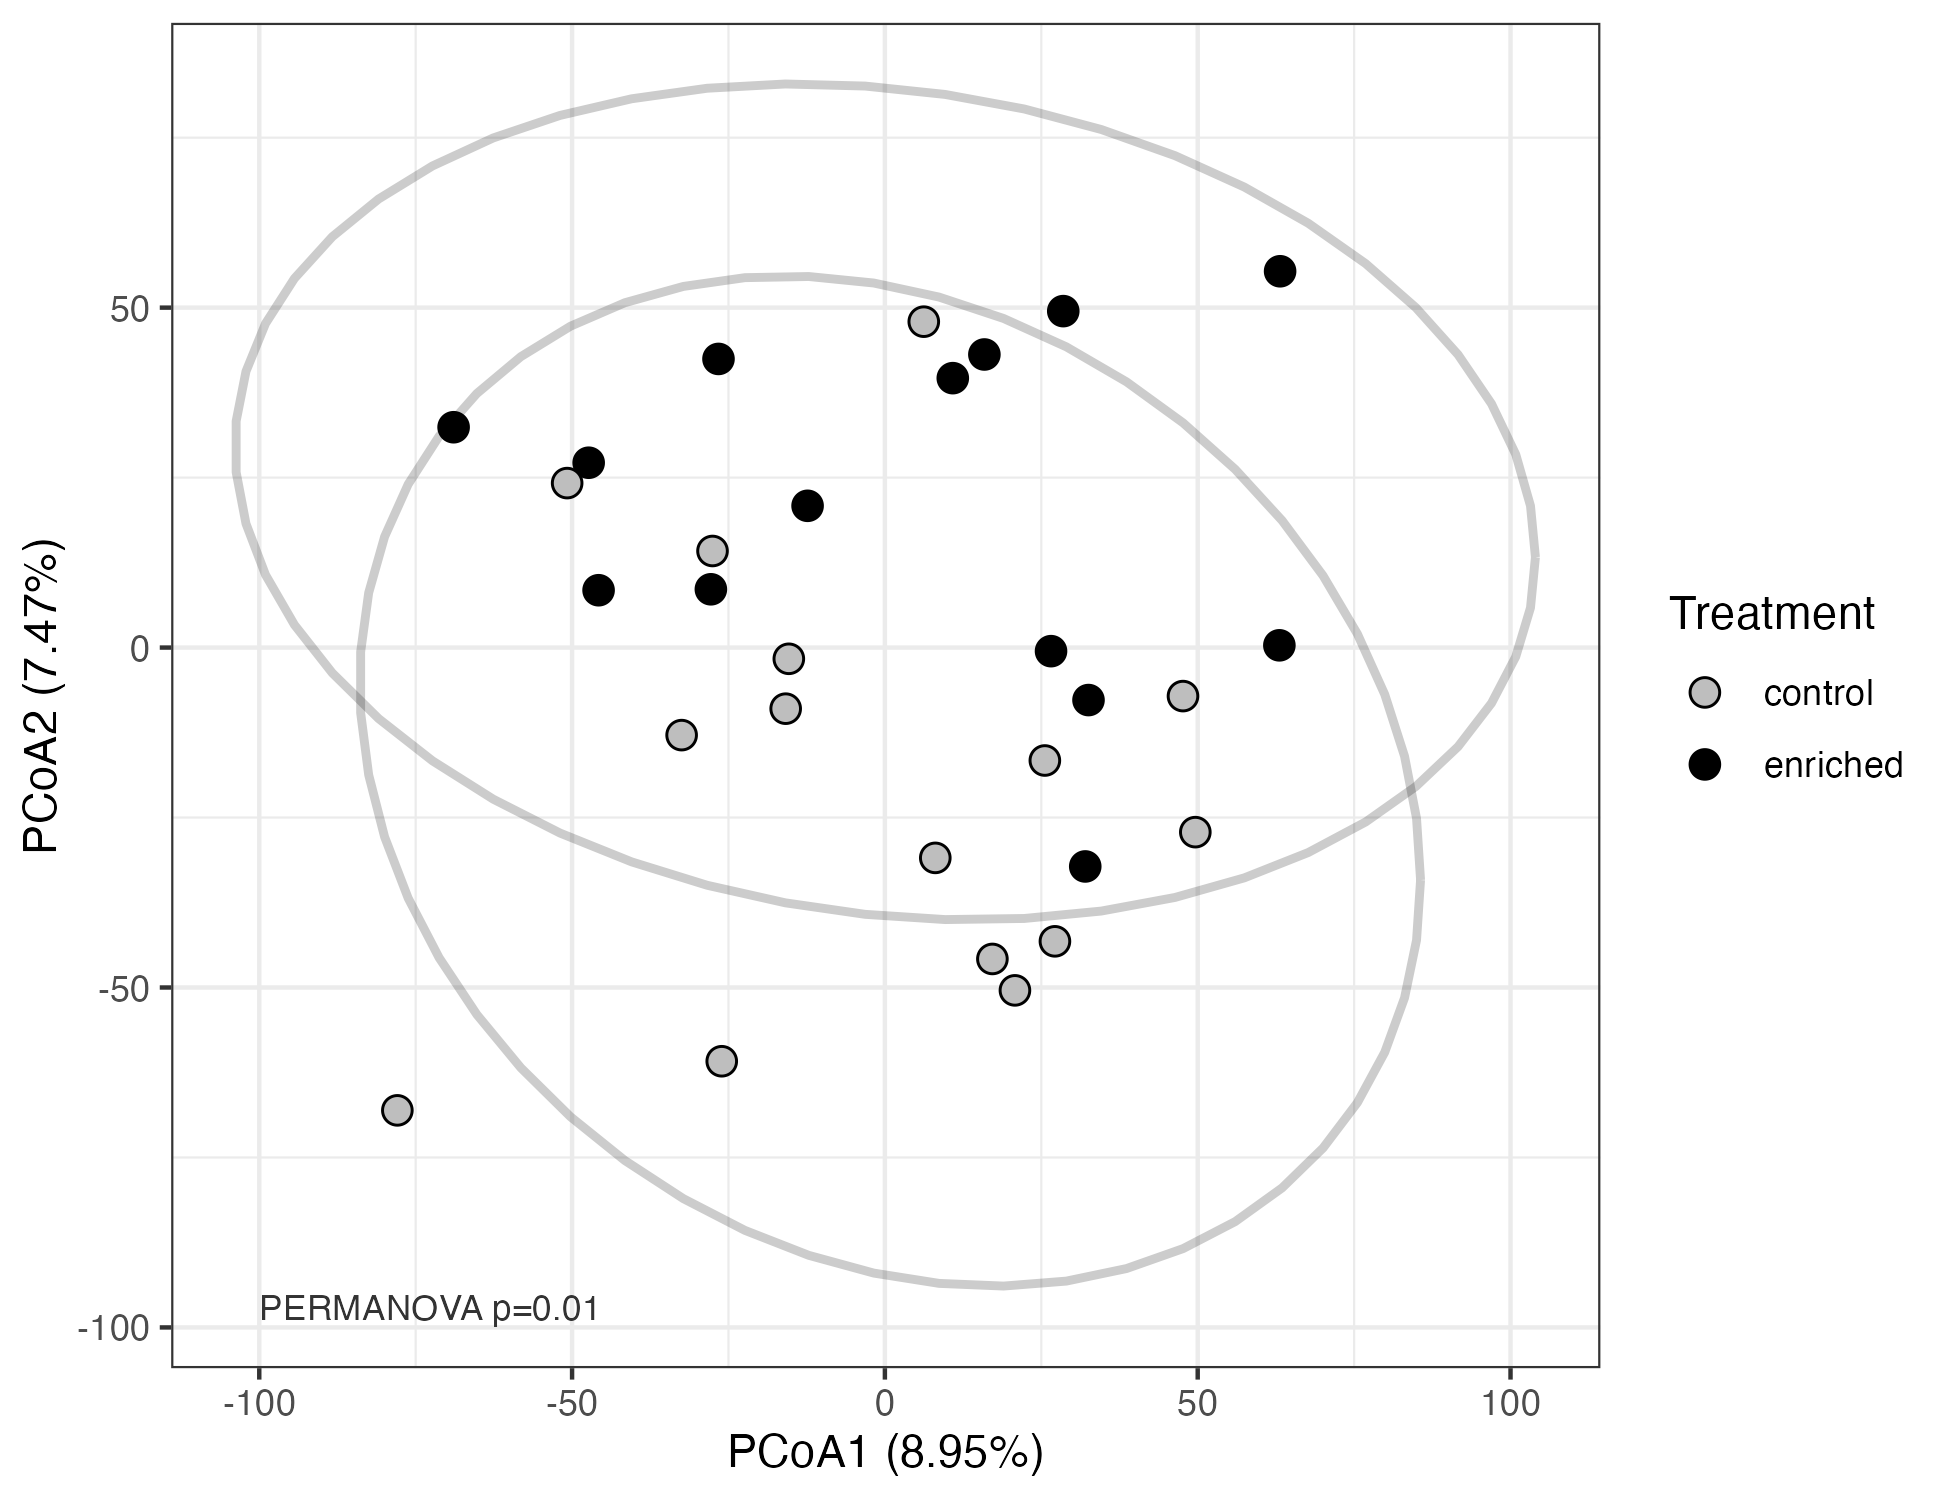 PCoA2 (7.47%)
50
0
-50
-100
PERMANOVA p=0.01
-100
-50
0
50
100
PCoA1 (8.95%)
Treatment
control
enriched